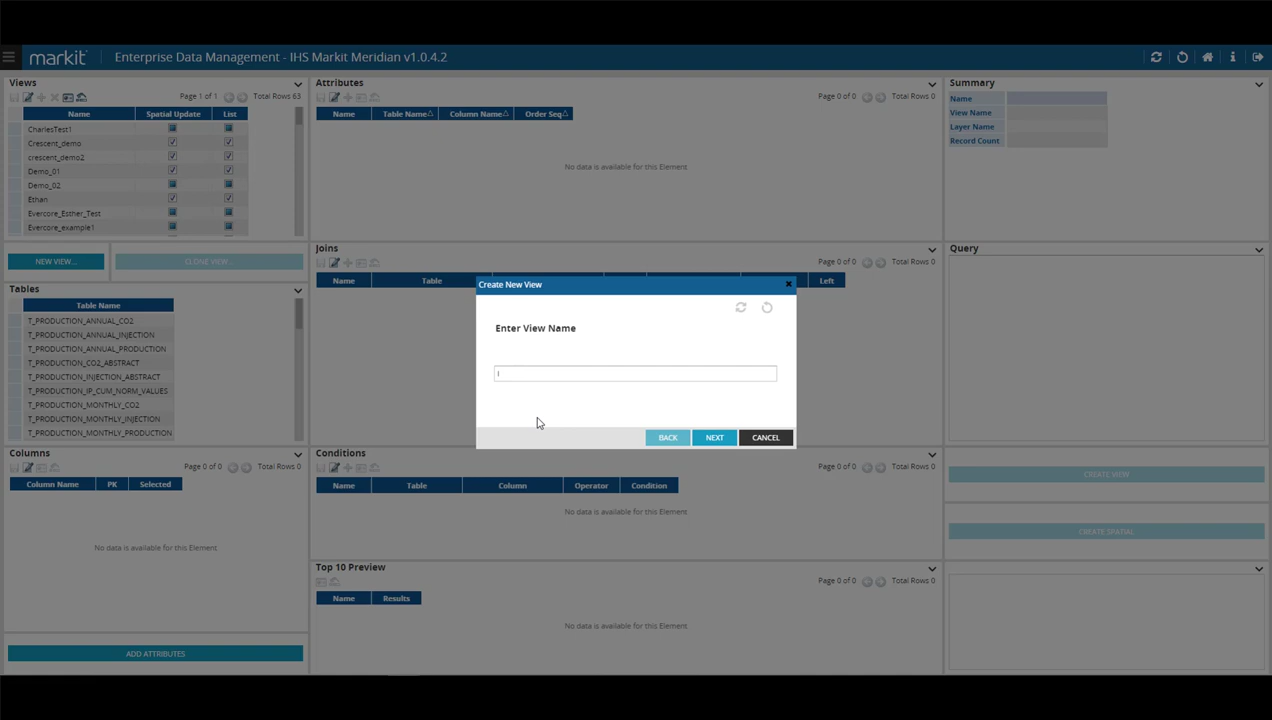 markit Enterprise Data Management - IHS Markit Meridian v1.0.4.2
Views
Page 1 of 1 Total Rows 63
Name Spatial Update List
CharlesTest1
Crescent_demo
crescent_demo2
Demo_01
Demo_02
Ethan
Evercore_Esther_Test
Evercore_example1
NEW VIEW... CLONE VIEW...
Tables
Table Name
T_PRODUCTION_ANNUAL_CO2
T_PRODUCTION_ANNUAL_INJECTION
T_PRODUCTION_ANNUAL_PRODUCTION
T_PRODUCTION_CO2_ABSTRACT
T_PRODUCTION_INJECTION_ABSTRACT
T_PRODUCTION_IP_CUM_NORM_VALUES
T_PRODUCTION_MONTHLY_CO2
T_PRODUCTION_MONTHLY_INJECTION
T_PRODUCTION_MONTHLY_PRODUCTION
Columns
Page 0 of 0 Total Rows 0
Column Name PK Selected
No data is available for this Element
ADD ATTRIBUTES
Attributes
Page 0 of 0 Total Rows 0
Name Table Name Column Name Order Seq
No data is available for this Element
Joins
Page 0 of 0 Total Rows 0
Name Table Left
Create New View
Enter View Name
BACK NEXT CANCEL
Conditions
Page 0 of 0 Total Rows 0
Name Table Column Operator Condition
No data is available for this Element
Top 10 Preview
Page 0 of 0 Total Rows 0
Name Results
No data is available for this Element
Summary
Name
View Name
Layer Name
Record Count
Query
CREATE VIEW
CREATE SPATIAL